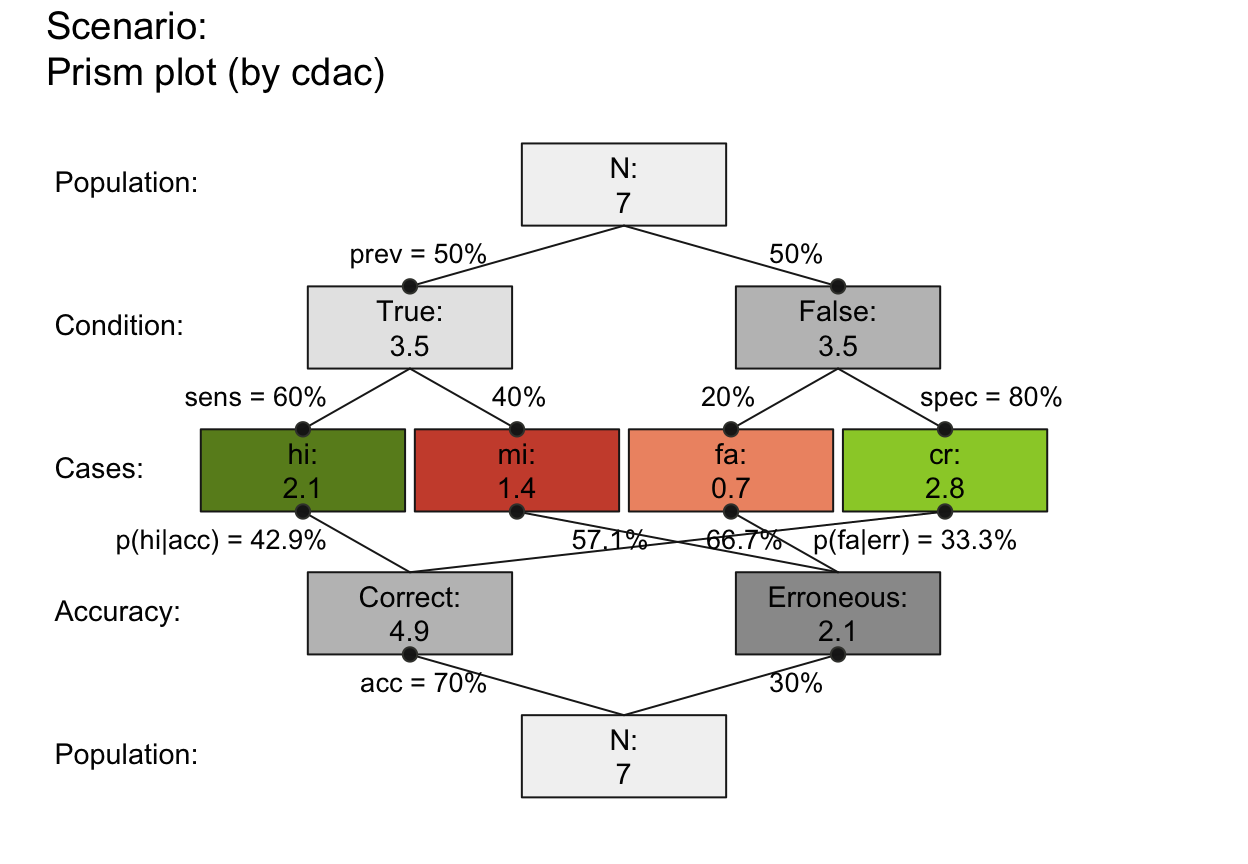 Scenario:
Prism plot (by cdac)
Population:
N:
7
prev = 50%
50%
Condition:
True:
3.5
False:
3.5
sens = 60%
40%
20%
spec = 80%
Cases:
hi:
2.1
mi:
1.4
fa:
0.7
cr:
2.8
p(hi|acc) = 42.9%
57.1%
66.7%
p(fa|err) = 33.3%
Accuracy:
Correct:
4.9
Erroneous:
2.1
acc = 70%
30%
Population:
N:
7